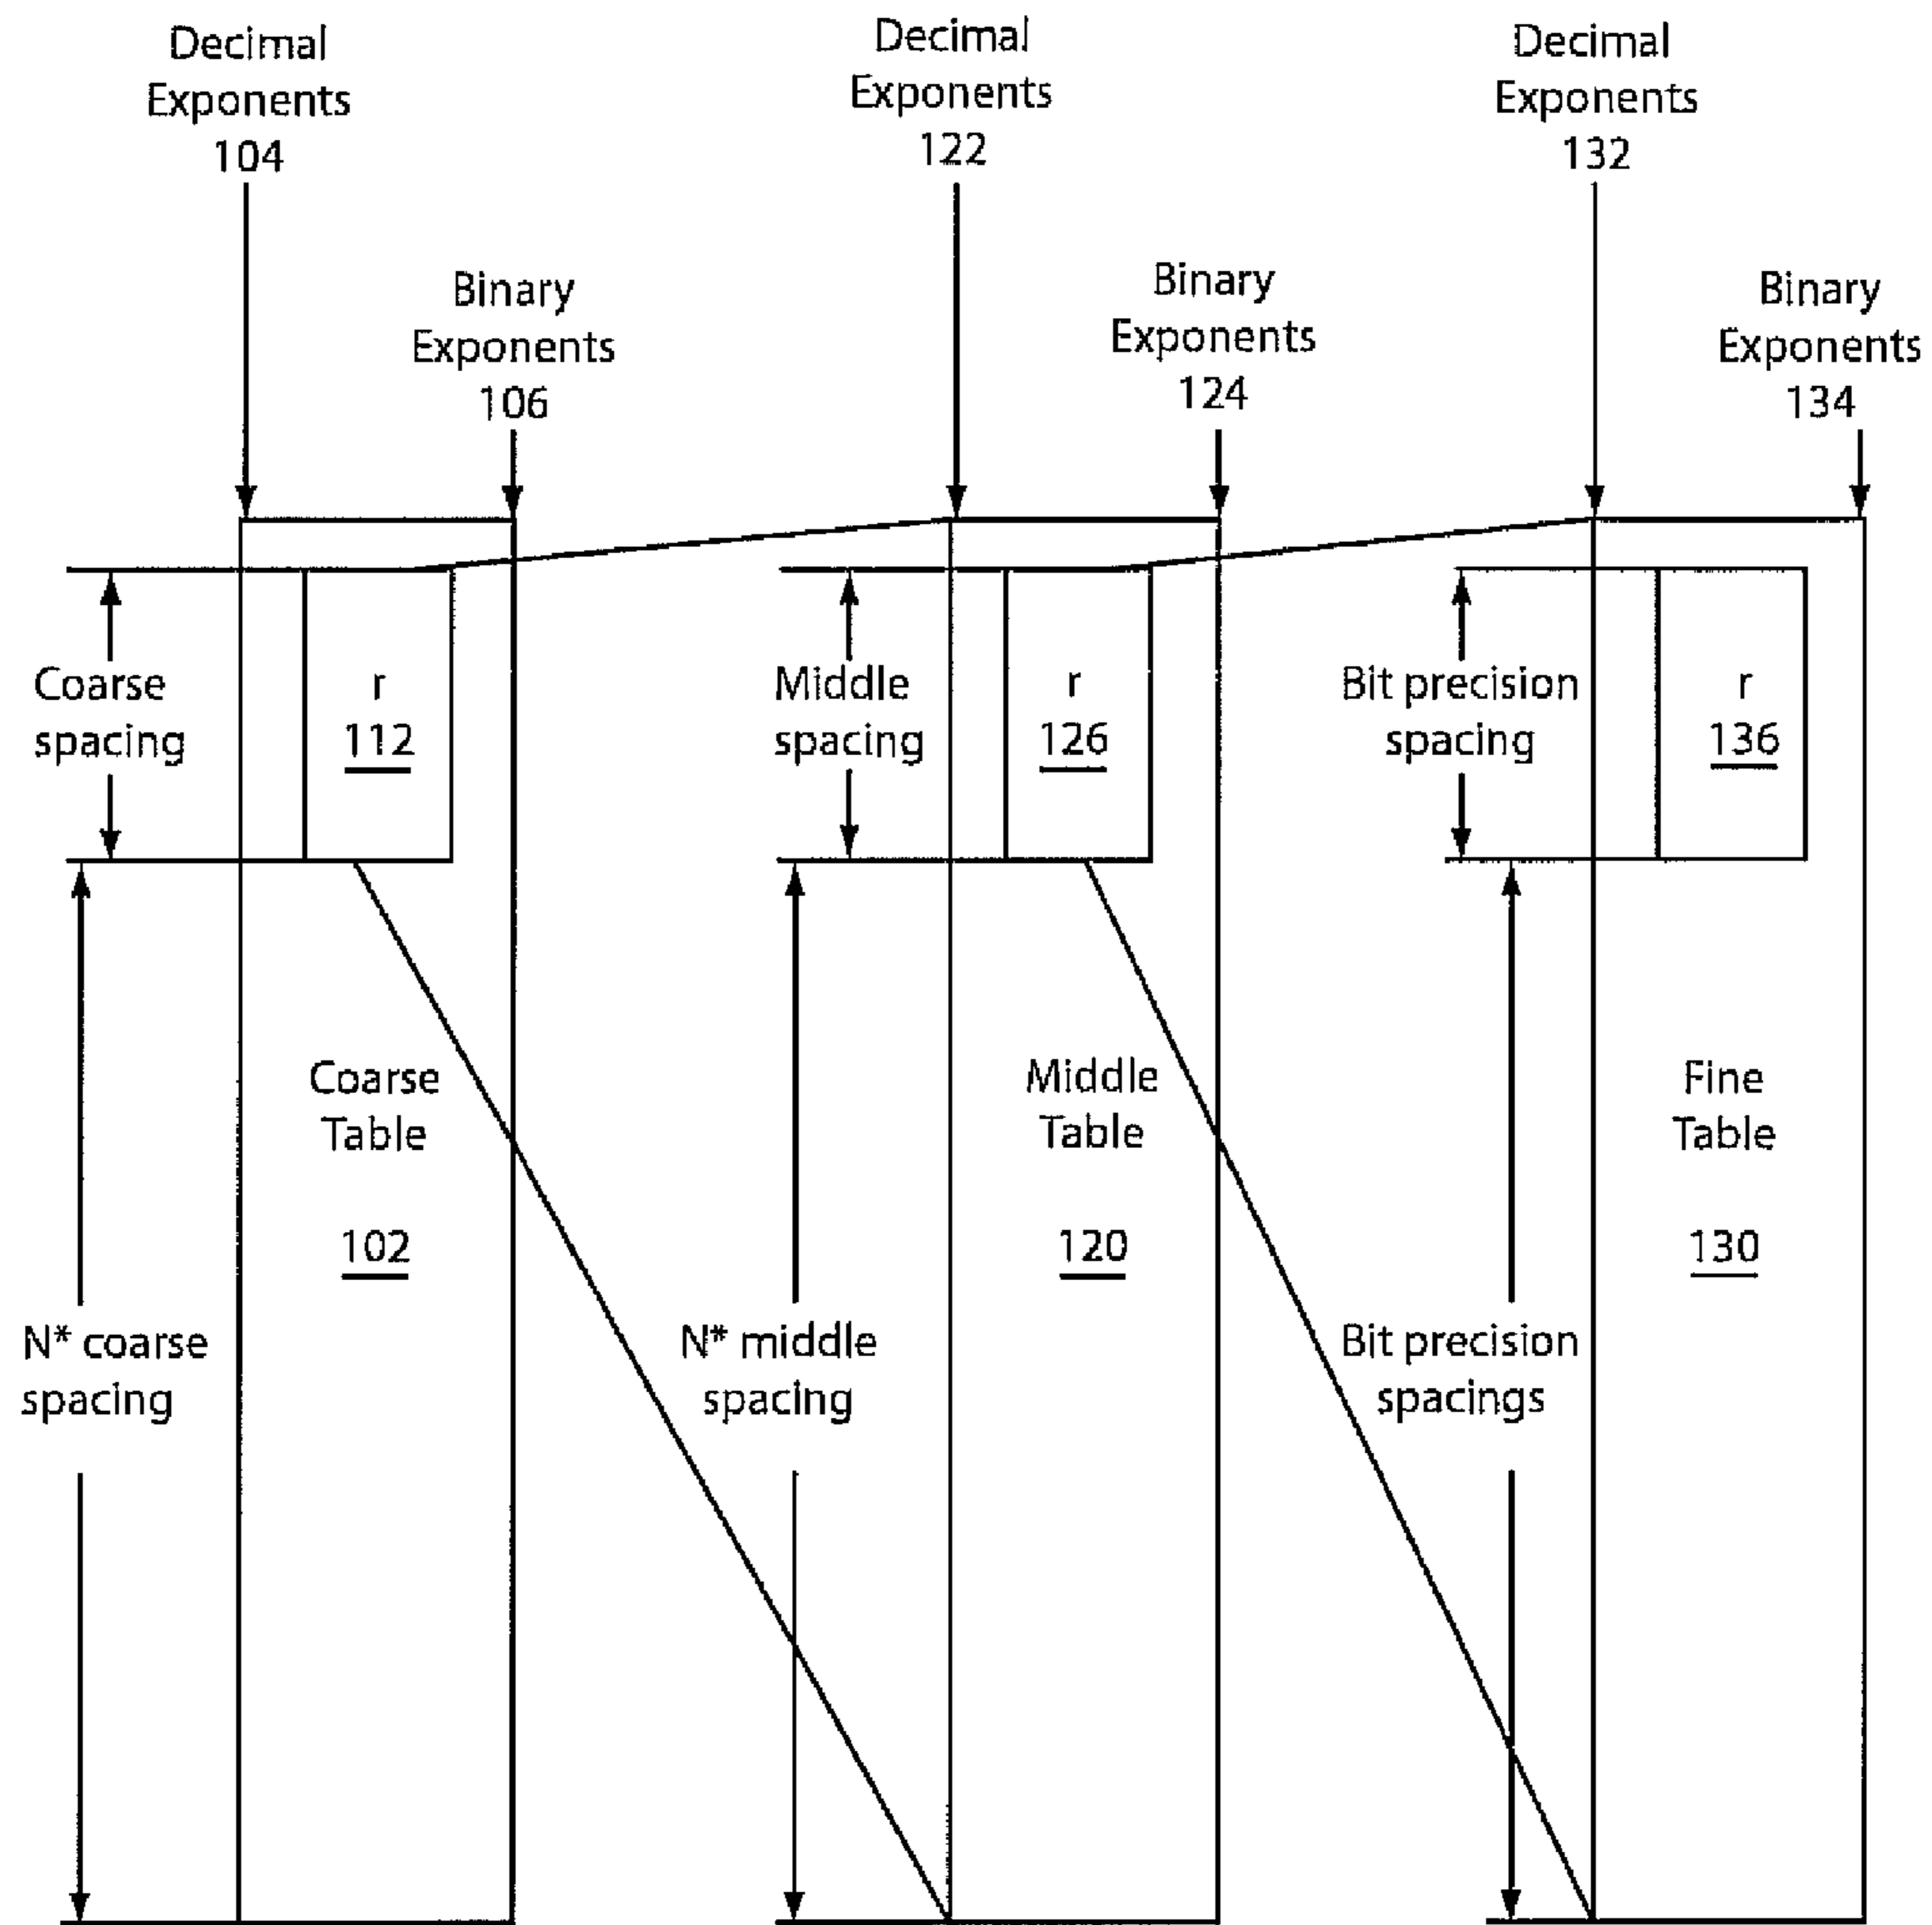 Decimal
Exponents
104
Decimal
Exponents
122
Decimal
Exponents
132
Binary
Exponents
106
Binary
Exponents
124
Binary
Exponents
134
Coarse
spacing
r
112
Middle
spacing
r
126
Bit precision
spacing
r
136
Coarse
Table
102
Middle
Table
120
Fine
Table
130
N* coarse
spacing
N* middle
spacing
Bit precision
spacings